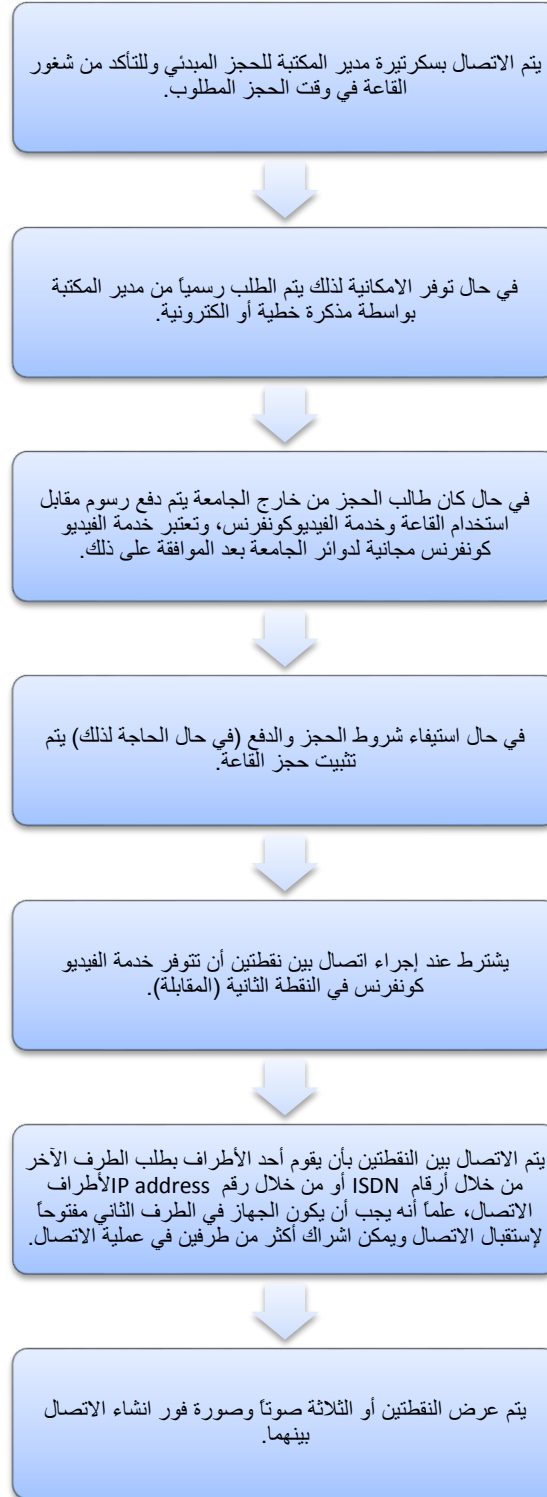 يتم الاتصال بسكرتيرة مدير المكتبة للحجز المبدئي وللتأكد من شغور
القاعة في وقت الحجز المطلوب.
في حال توفر الامكانية لذلك يتم الطلب رسمياً من مدير المكتبة
بواسطة مذكرة خطية أو الكترونية.
في حال كان طالب الحجز من خارج الجامعة يتم دفع رسوم مقابل
استخدام القاعة وخدمة الفيديوكونفرنس، وتعتبر خدمة الفيديو
كونفرنس مجانية لدوائر الجامعة بعد الموافقة على ذلك.
في حال استيفاء شروط الحجز والدفع (في حال الحاجة لذلك) يتم
تثبيت حجز القاعة.
يشترط عند إجراء اتصال بين نقطتين أن تتوفر خدمة الفيديو
كونفرنس في النقطة الثانية (المقابلة).
يتم الاتصال بين النقطتين بأن يقوم أحد الأطراف بطلب الطرف الآخر
من خلال أرقام ISDN أو من خلال رقم IP address لأطراف
الاتصال، علماً أنه يجب أن يكون الجهاز في الطرف الثاني مفتوحاً
لإستقبال الاتصال ويمكن اشراك أكثر من طرفين في عملية الاتصال.
يتم عرض النقطتين أو الثلاثة صوتاً وصورة فور انشاء الاتصال
بينهما.